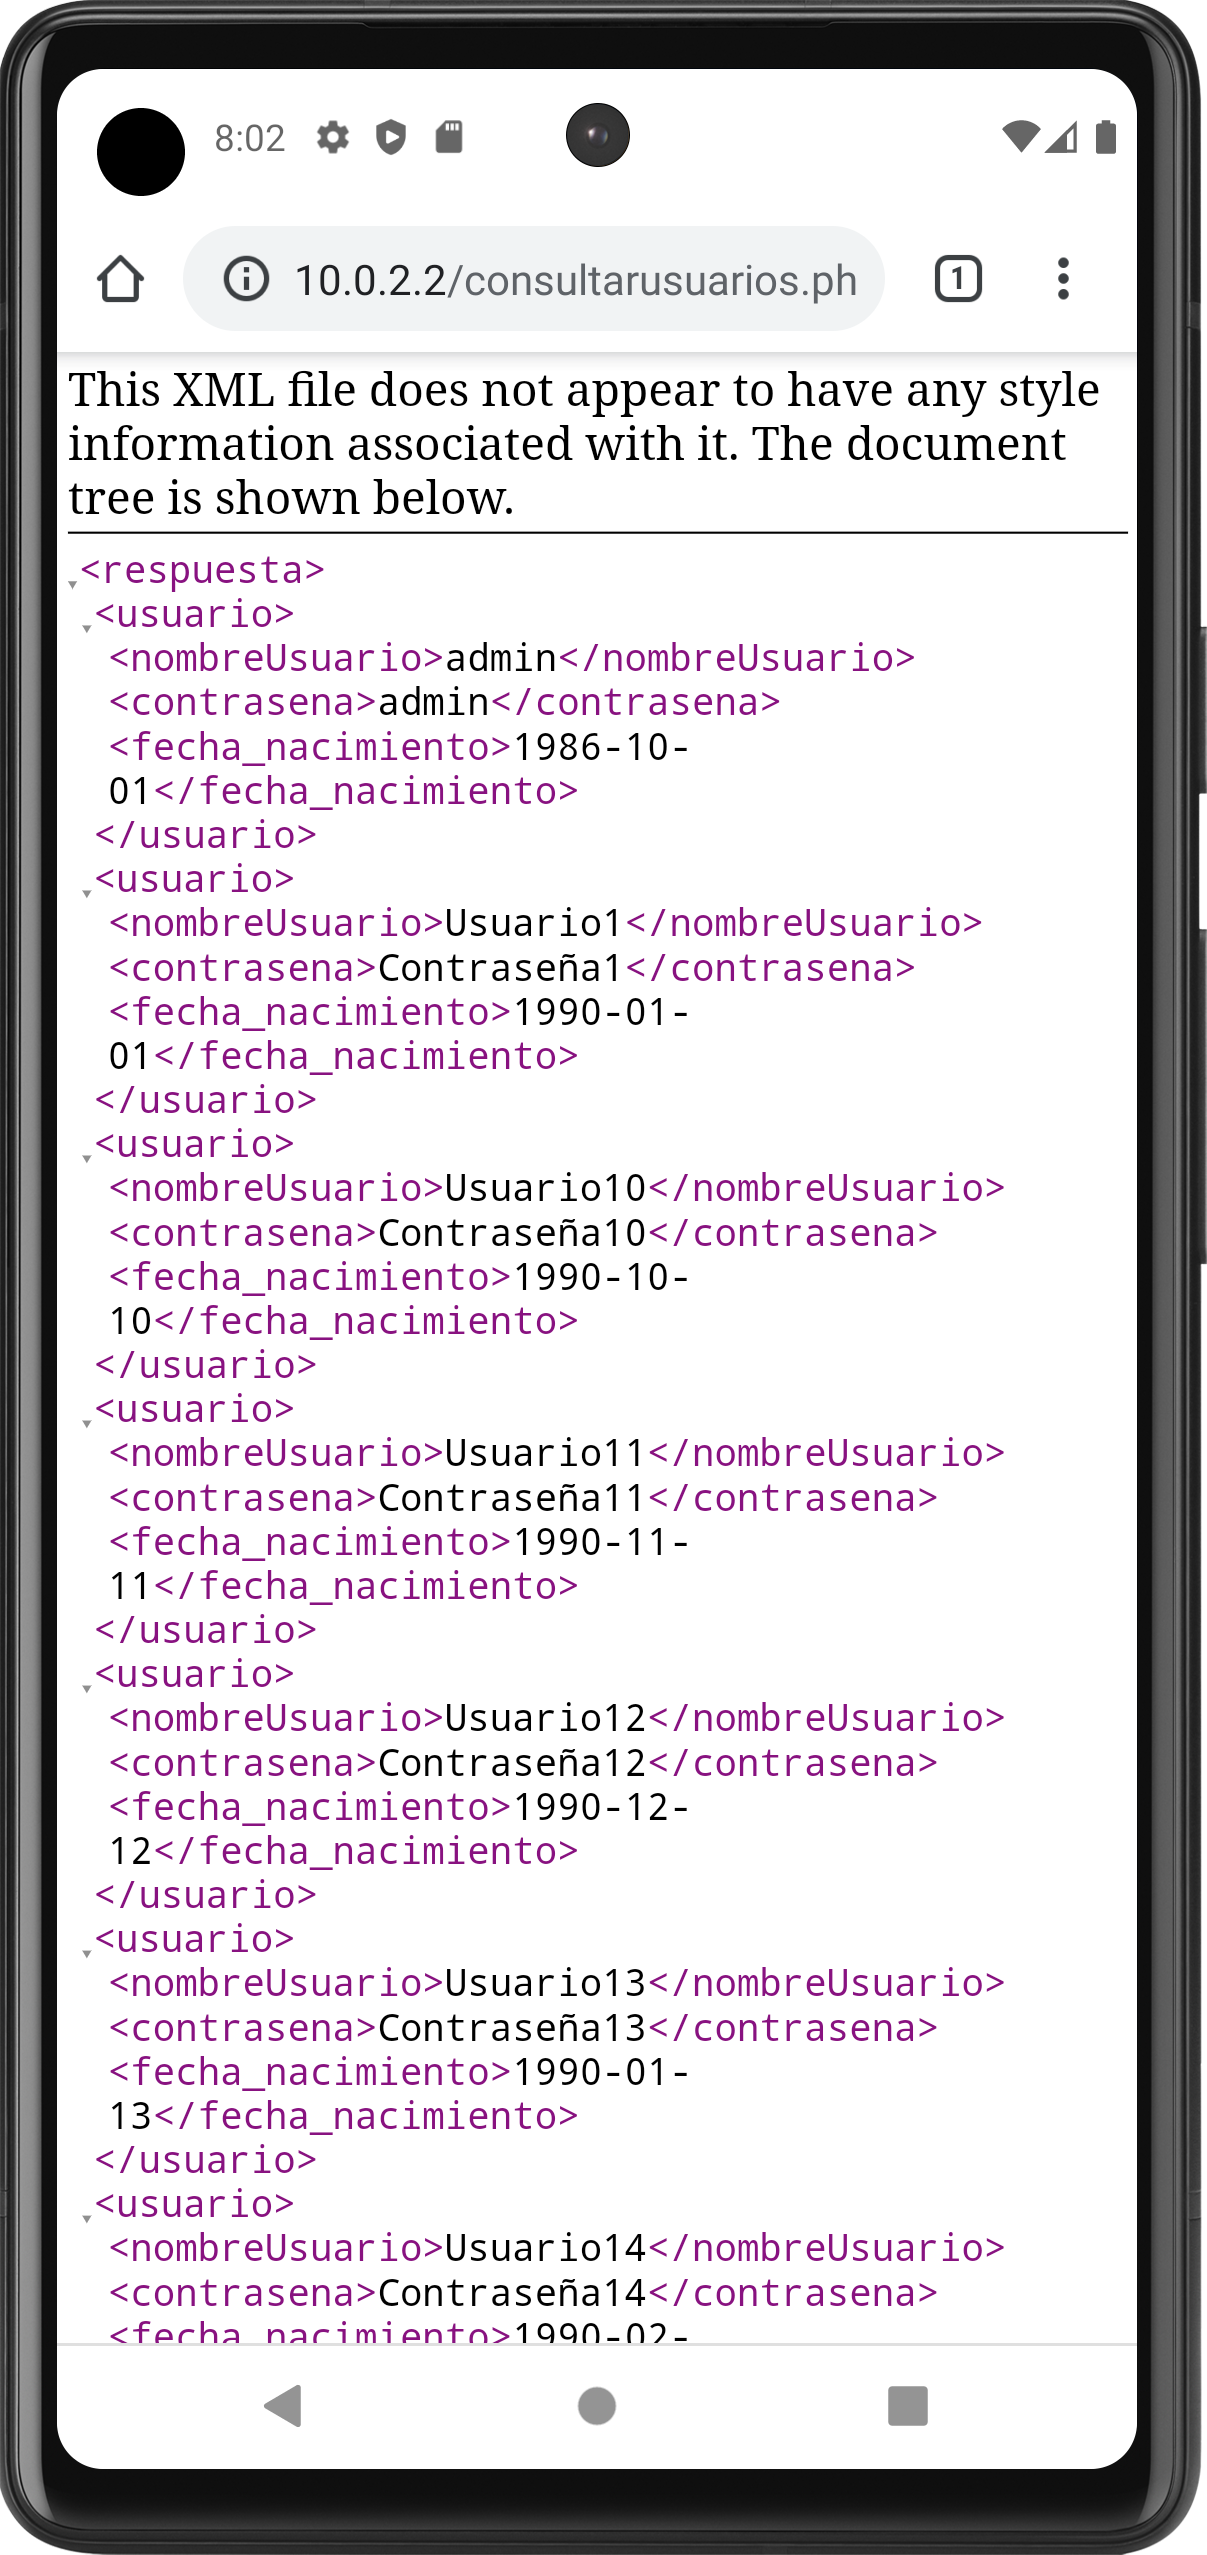 8:02
10.0.2.2/consultarusuarios.ph
1
This XML file does not appear to have any style
information associated with it. The document
tree is shown below.
<respuesta>
<usuario>
<nombreUsuario>admin</nombreUsuario>
<contrasena>admin</contrasena>
<fecha_nacimiento>1986-10-
01</fecha_nacimiento>
</usuario>
<usuario>
<nombreUsuario>Usuario1</nombreUsuario>
<contrasena>Contraseña1</contrasena>
<fecha_nacimiento>1990-01-
01</fecha_nacimiento>
</usuario>
<usuario>
<nombreUsuario>Usuario10</nombreUsuario>
<contrasena>Contraseña10</contrasena>
<fecha_nacimiento>1990-10-
10</fecha_nacimiento>
</usuario>
<usuario>
<nombreUsuario>Usuario11</nombreUsuario>
<contrasena>Contraseña11</contrasena>
<fecha_nacimiento>1990-11-
11</fecha_nacimiento>
</usuario>
<usuario>
<nombreUsuario>Usuario12</nombreUsuario>
<contrasena>Contraseña12</contrasena>
<fecha_nacimiento>1990-12-
12</fecha_nacimiento>
</usuario>
<usuario>
<nombreUsuario>Usuario13</nombreUsuario>
<contrasena>Contraseña13</contrasena>
<fecha_nacimiento>1990-01-
13</fecha_nacimiento>
</usuario>
<usuario>
<nombreUsuario>Usuario14</nombreUsuario>
<contrasena>Contraseña14</contrasena>
<fecha_nacimiento>1990-02-